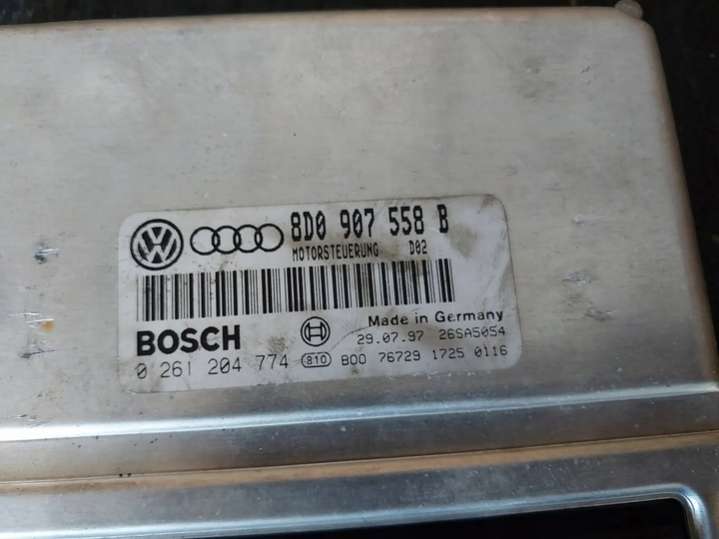 8D0 907 558 B
MOTORSTEUERUNG D02
BOSCH
Made in Germany
29.07.97 26SA5054
0 261 204 774 810 B00 76729 1725 0116